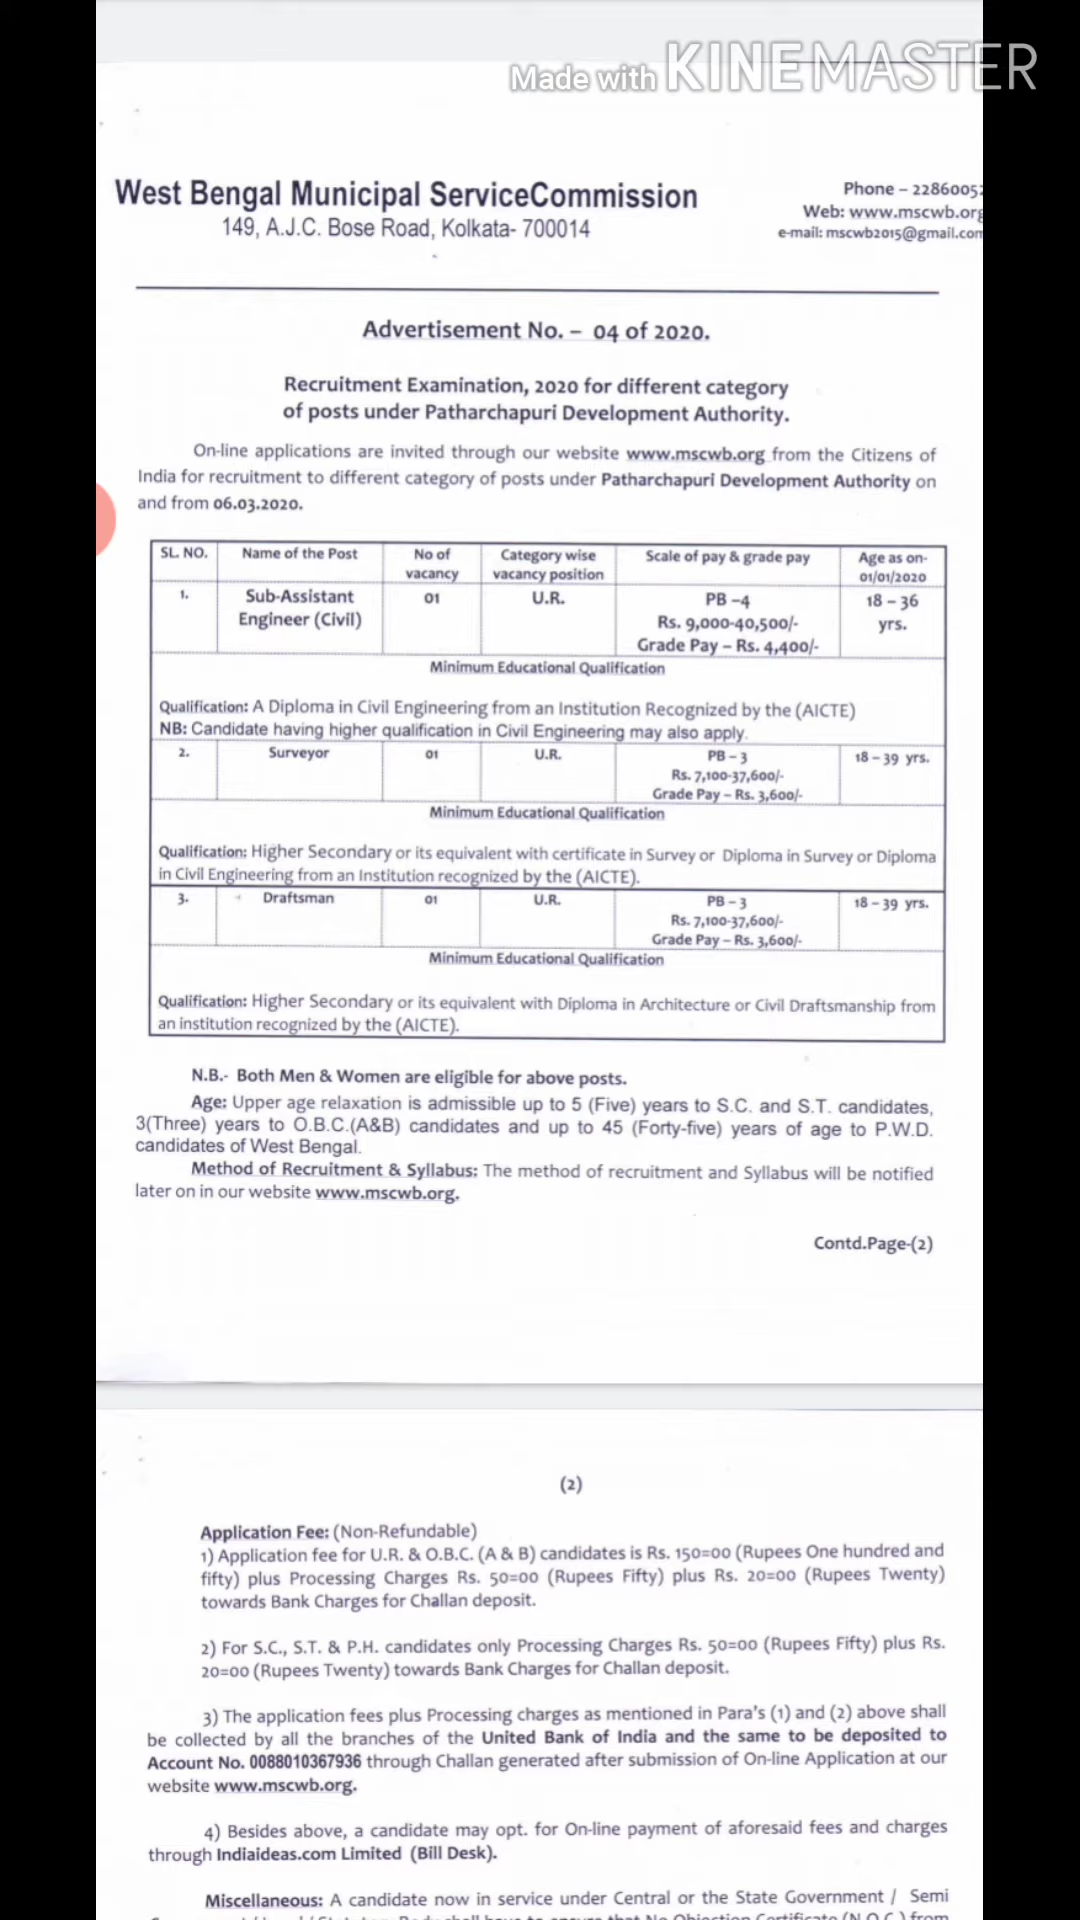 Made with KINEMASTER
West Bengal Municipal ServiceCommission
149, A.J.C. Bose Road, Kolkata- 700014
Phone – 2286005
Web: www.mscwb.org
e-mail: mscwb2015@gmail.com
Advertisement No. – 04 of 2020.
Recruitment Examination, 2020 for different category
of posts under Patharchapuri Development Authority.
On-line applications are invited through our website www.mscwb.org from the Citizens of
India for recruitment to different category of posts under Patharchapuri Development Authority on
and from 06.03.2020.
SL. NO. Name of the Post No of vacancy Category wise vacancy position Scale of pay & grade pay Age as on- 01/01/2020
1. Sub-Assistant Engineer (Civil) 01 U.R. PB –4 Rs. 9,000-40,500/- Grade Pay – Rs. 4,400/- 18 – 36 yrs.
Minimum Educational Qualification
Qualification: A Diploma in Civil Engineering from an Institution Recognized by the (AICTE)
NB: Candidate having higher qualification in Civil Engineering may also apply.
2. Surveyor 01 U.R. PB – 3 Rs. 7,100-37,600/- Grade Pay – Rs. 3,600/- 18 – 39 yrs.
Minimum Educational Qualification
Qualification: Higher Secondary or its equivalent with certificate in Survey or Diploma in Survey or Diploma
in Civil Engineering from an Institution recognized by the (AICTE).
3. Draftsman 01 U.R. PB – 3 Rs. 7,100-37,600/- Grade Pay – Rs. 3,600/- 18 – 39 yrs.
Minimum Educational Qualification
Qualification: Higher Secondary or its equivalent with Diploma in Architecture or Civil Draftsmanship from
an institution recognized by the (AICTE).
N.B.- Both Men & Women are eligible for above posts.
Age: Upper age relaxation is admissible up to 5 (Five) years to S.C. and S.T. candidates,
3(Three) years to O.B.C.(A&B) candidates and up to 45 (Forty-five) years of age to P.W.D.
candidates of West Bengal.
Method of Recruitment & Syllabus: The method of recruitment and Syllabus will be notified
later on in our website www.mscwb.org.
Contd.Page-(2)
(2)
Application Fee: (Non-Refundable)
1) Application fee for U.R. & O.B.C. (A & B) candidates is Rs. 150=00 (Rupees One hundred and
fifty) plus Processing Charges Rs. 50=00 (Rupees Fifty) plus Rs. 20=00 (Rupees Twenty)
towards Bank Charges for Challan deposit.
2) For S.C., S.T. & P.H. candidates only Processing Charges Rs. 50=00 (Rupees Fifty) plus Rs.
20=00 (Rupees Twenty) towards Bank Charges for Challan deposit.
3) The application fees plus Processing charges as mentioned in Para's (1) and (2) above shall
be collected by all the branches of the United Bank of India and the same to be deposited to
Account No. 0088010367936 through Challan generated after submission of On-line Application at our
website www.mscwb.org.
4) Besides above, a candidate may opt. for On-line payment of aforesaid fees and charges
through Indiaideas.com Limited (Bill Desk).
Miscellaneous: A candidate now in service under Central or the State Government / Semi